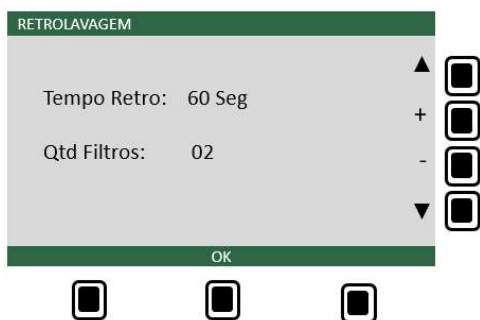 RETROLAVAGEM
▲
Tempo Retro: 60 Seg
+
Qtd Filtros: 02
-
▼
OK